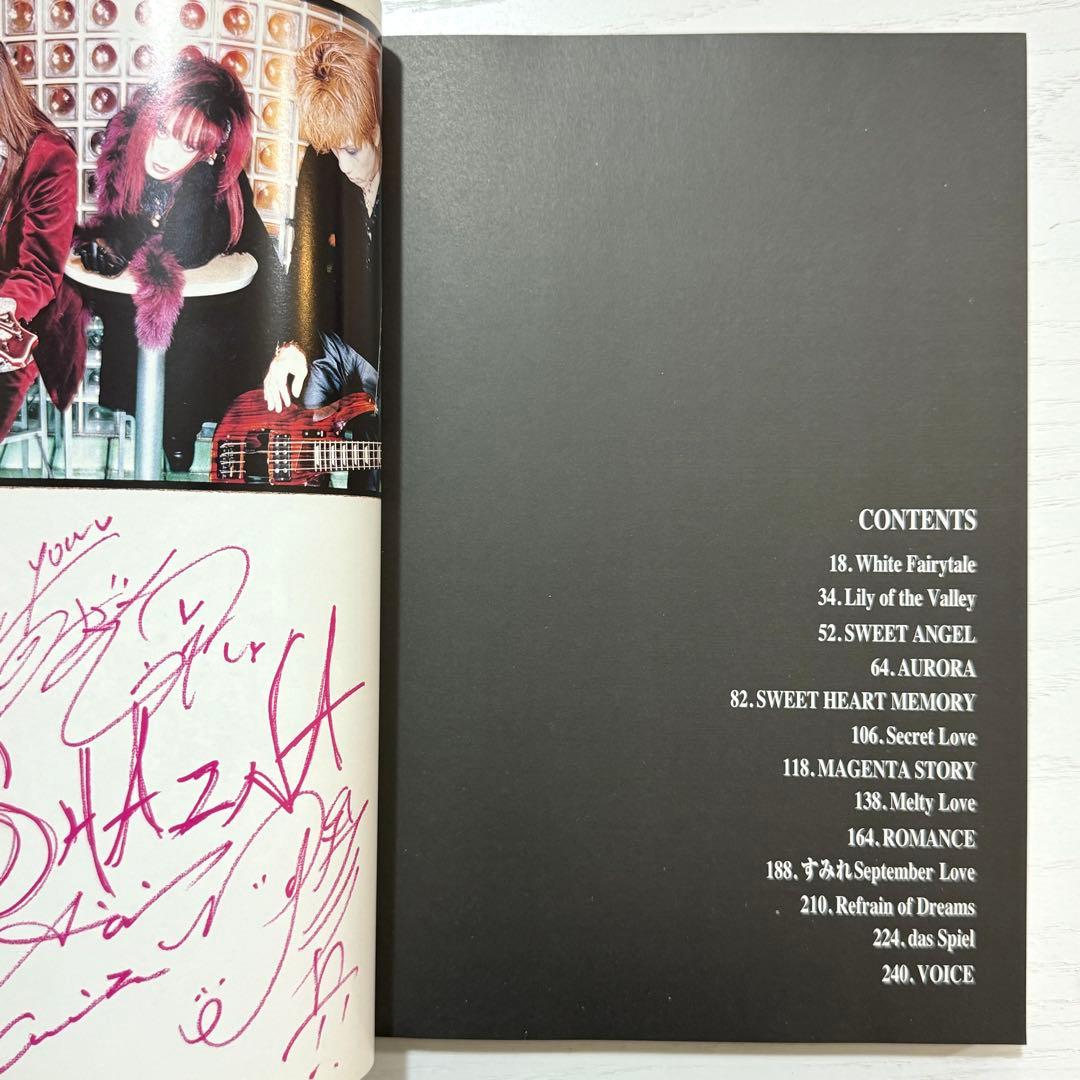 you
SHAZNA
CONTENTS
18. White Fairytale
34. Lily of the Valley
52. SWEET ANGEL
64. AURORA
82. SWEET HEART MEMORY
106. Secret Love
118. MAGENTA STORY
138. Melty Love
164. ROMANCE
188. すみれSeptember Love
210. Refrain of Dreams
224. das Spiel
240. VOICE